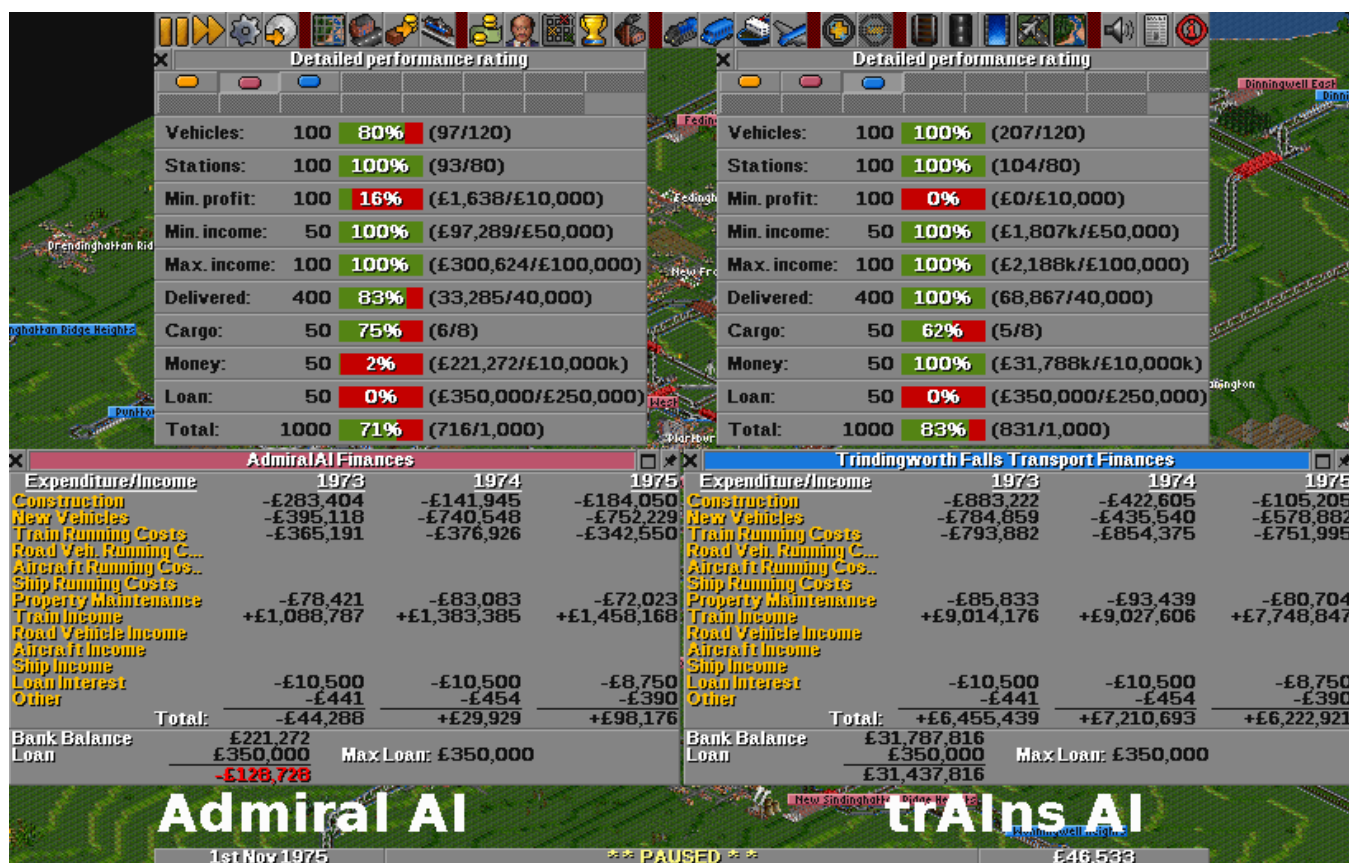 Detailed performance rating
Vehicles: 100 80% (97/120)
Stations: 100 100% (93/80)
Min. profit: 100 16% (£1,638/£10,000)
Min. income: 50 100% (£97,289/£50,000)
Max. income: 100 100% (£300,624/£100,000)
Delivered: 400 83% (33,285/40,000)
Cargo: 50 75% (6/8)
Money: 50 2% (£221,272/£10,000k)
Loan: 50 0% (£350,000/£250,000)
Total: 1000 71% (716/1,000)
Detailed performance rating
Vehicles: 100 100% (207/120)
Stations: 100 100% (104/80)
Min. profit: 100 0% (£0/£10,000)
Min. income: 50 100% (£1,807k/£50,000)
Max. income: 100 100% (£2,188k/£100,000)
Delivered: 400 100% (68,867/40,000)
Cargo: 50 62% (5/8)
Money: 50 100% (£31,788k/£10,000k)
Loan: 50 0% (£350,000/£250,000)
Total: 1000 83% (831/1,000)
Dinningwell East
Drendinghattan Rid
nghattan Ridge Heights
New Fro
AdmiralAI Finances
Expenditure/Income 1973 1974 1975
Construction -£283,404 -£141,945 -£184,050
New Vehicles -£395,118 -£740,548 -£752,229
Train Running Costs -£365,191 -£376,926 -£342,550
Road Veh. Running C...
Aircraft Running Cos..
Ship Running Costs
Property Maintenance -£78,421 -£83,083 -£72,023
Train Income +£1,088,787 +£1,383,385 +£1,458,168
Road Vehicle Income
Aircraft Income
Ship Income
Loan Interest -£10,500 -£10,500 -£8,750
Other -£441 -£454 -£390
Total: -£44,288 +£29,929 +£98,176
Bank Balance £221,272
Loan £350,000 Max Loan: £350,000
-£128,728
Trindingworth Falls Transport Finances
Expenditure/Income 1973 1974 1975
Construction -£883,222 -£422,605 -£105,205
New Vehicles -£784,859 -£435,540 -£578,882
Train Running Costs -£793,882 -£854,375 -£751,995
Road Veh. Running C...
Aircraft Running Cos..
Ship Running Costs
Property Maintenance -£85,833 -£93,439 -£80,704
Train Income +£9,014,176 +£9,027,606 +£7,748,847
Road Vehicle Income
Aircraft Income
Ship Income
Loan Interest -£10,500 -£10,500 -£8,750
Other -£441 -£454 -£390
Total: +£6,455,439 +£7,210,693 +£6,222,921
Bank Balance £31,787,816
Loan £350,000 Max Loan: £350,000
£31,437,816
Admiral AI
trAIns AI
1st Nov 1975
** PAUSED **
£46,533